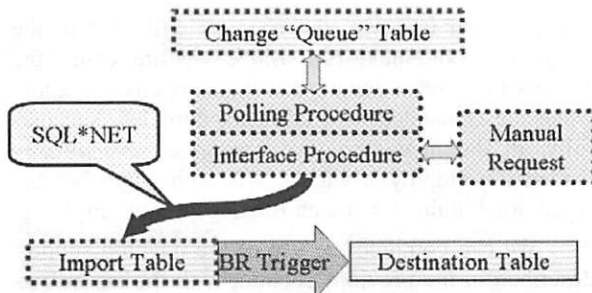 Change “Queue” Table
Polling Procedure
SQL*NET
Interface Procedure
Manual
Request
Import Table
BR Trigger
Destination Table